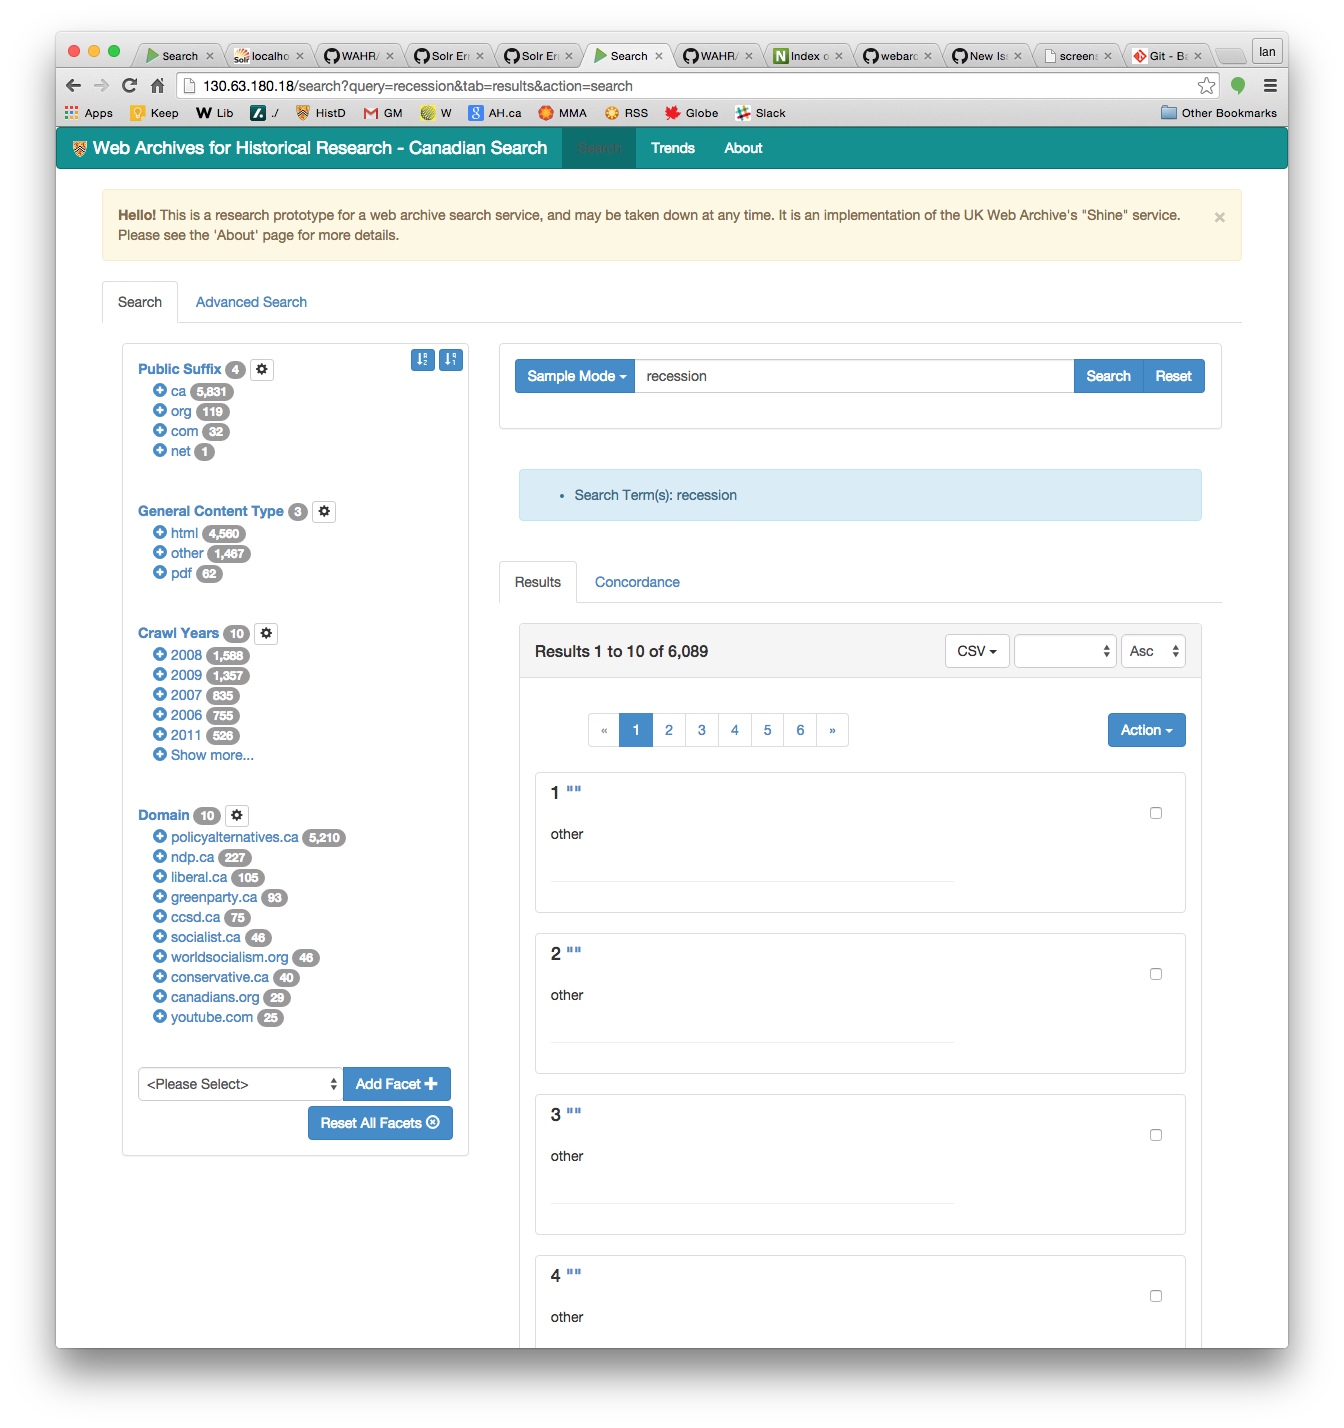 Ian
Search
localho
WAHR/
Solr Err
Solr Err
Search
WAHR/
Index o
webarc
New Iss
screens
Git - Ba
130.63.180.18/search?query=recession&tab=results&action=search
Apps Keep Lib ./ HistD GM W AH.ca MMA RSS Globe Slack Other Bookmarks
Web Archives for Historical Research - Canadian Search Search Trends About
Hello! This is a research prototype for a web archive search service, and may be taken down at any time. It is an implementation of the UK Web Archive's "Shine" service.
Please see the 'About' page for more details.
×
Search Advanced Search
Public Suffix 4
ca 5,831
org 119
com 32
net 1
General Content Type 3
html 4,560
other 1,467
pdf 62
Crawl Years 10
2008 1,588
2009 1,357
2007 835
2006 755
2011 526
Show more...
Domain 10
policyalternatives.ca 5,210
ndp.ca 227
liberal.ca 105
greenparty.ca 93
ccsd.ca 75
socialist.ca 46
worldsocialism.org 46
conservative.ca 40
canadians.org 29
youtube.com 25
<Please Select> Add Facet
Reset All Facets
Sample Mode recession Search Reset
• Search Term(s): recession
Results Concordance
Results 1 to 10 of 6,089 CSV Asc
« 1 2 3 4 5 6 » Action
1 ""
other
2 ""
other
3 ""
other
4 ""
other